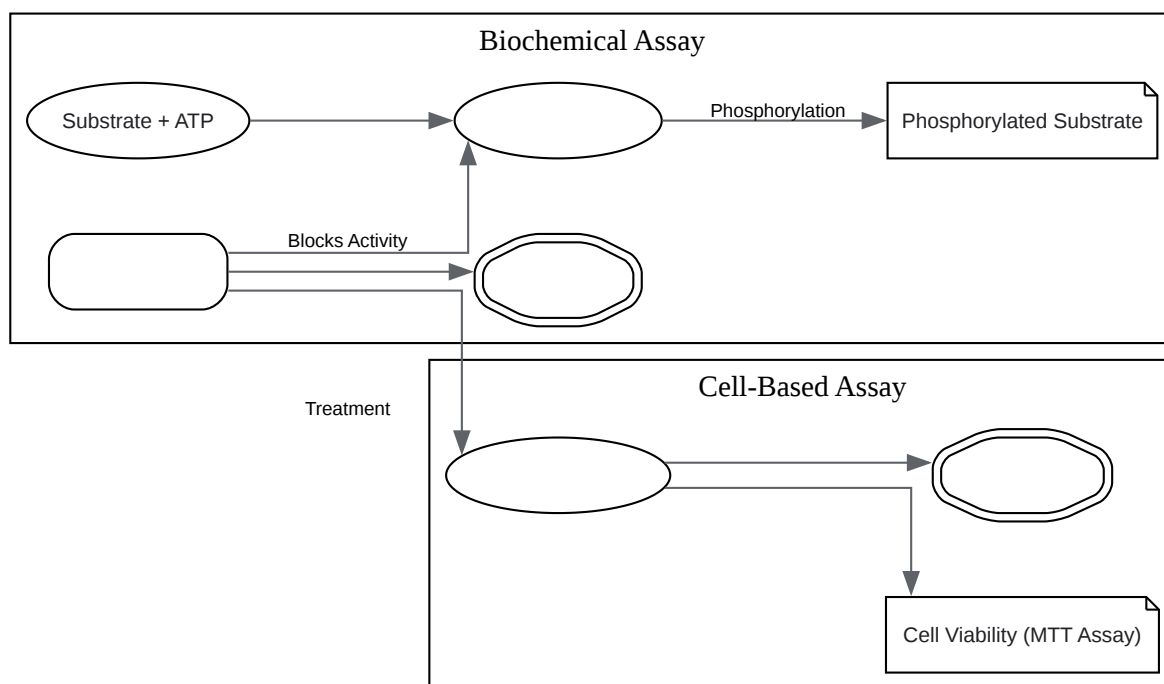 Biochemical Assay
Substrate + ATP
Phosphorylation
Phosphorylated Substrate
Blocks Activity
Cell-Based Assay
Treatment
Cell Viability (MTT Assay)